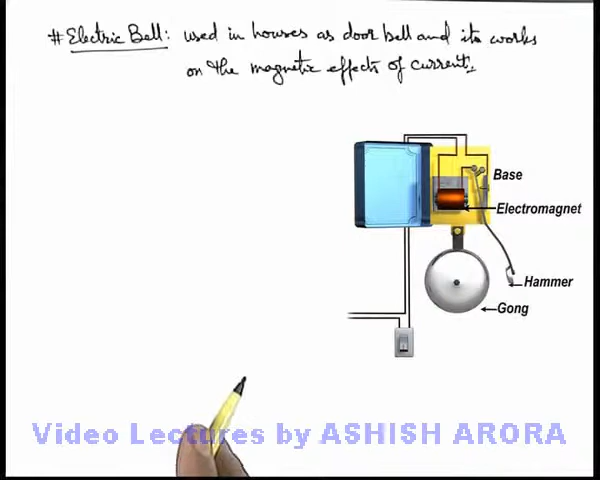 # Electric Bell: used in houses as door bell and its works
on the magnetic effects of current.
Base
Electromagnet
Hammer
Gong
Video Lectures by ASHISH ARORA